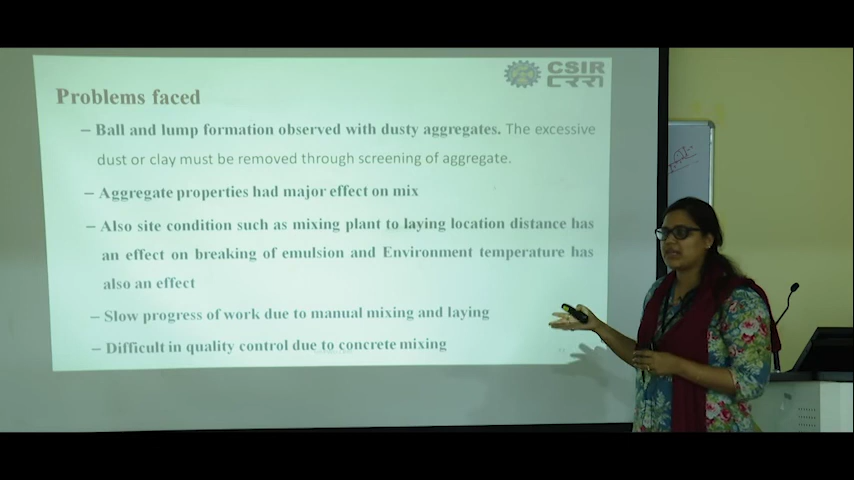 CSIR
Problems faced
– Ball and lump formation observed with dusty aggregates. The excessive
dust or clay must be removed through screening of aggregate.
– Aggregate properties had major effect on mix
– Also site condition such as mixing plant to laying location distance has
an effect on breaking of emulsion and Environment temperature has
also an effect
– Slow progress of work due to manual mixing and laying
– Difficult in quality control due to concrete mixing